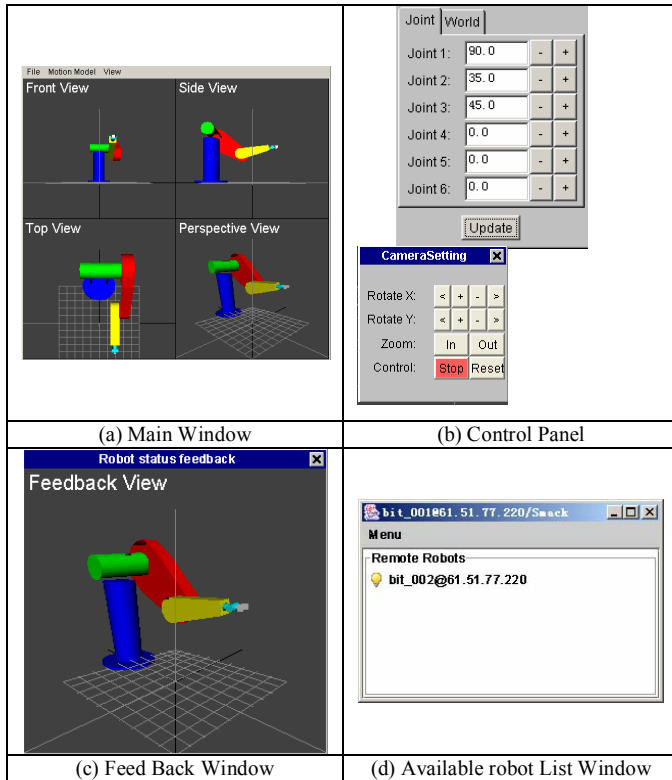 File Motion Model View
Front View
Side View
Top View
Perspective View
Joint World
Joint 1: 90.0 - +
Joint 2: 35.0 - +
Joint 3: 45.0 - +
Joint 4: 0.0 - +
Joint 5: 0.0 - +
Joint 6: 0.0 - +
Update
CameraSetting
Rotate X: < + - >
Rotate Y: < + - >
Zoom: In Out
Control: Stop Reset
(a) Main Window
(b) Control Panel
Robot status feedback
Feedback View
bit_001@61.51.77.220/Smack
Menu
Remote Robots
bit_002@61.51.77.220
(c) Feed Back Window
(d) Available robot List Window